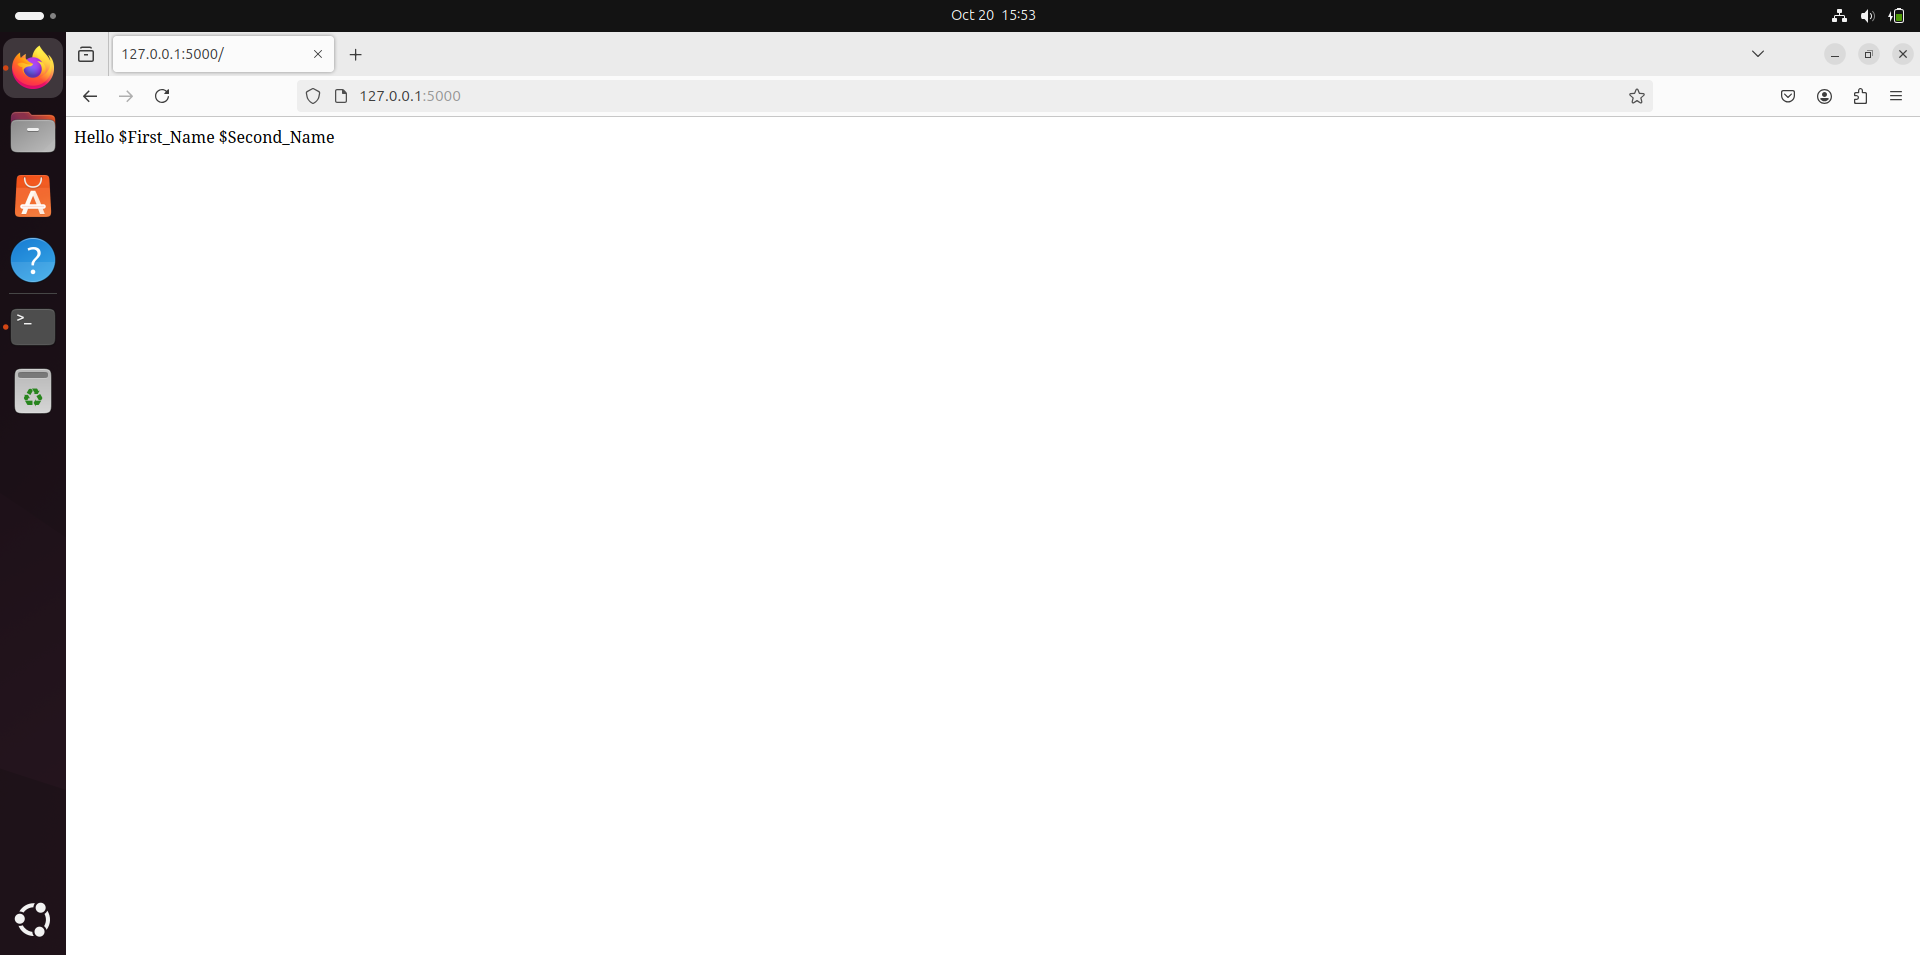 Oct 20 15:53
127.0.0.1:5000/
127.0.0.1:5000
Hello $First_Name $Second_Name